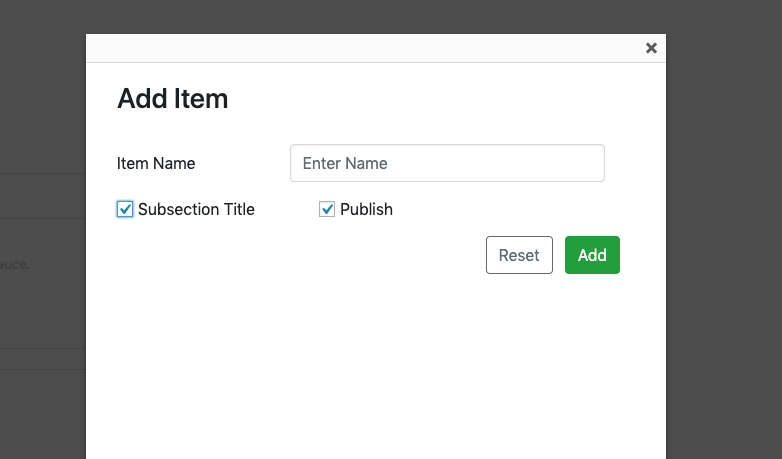 Add Item
Item Name
Enter Name
Subsection Title Publish
Reset Add